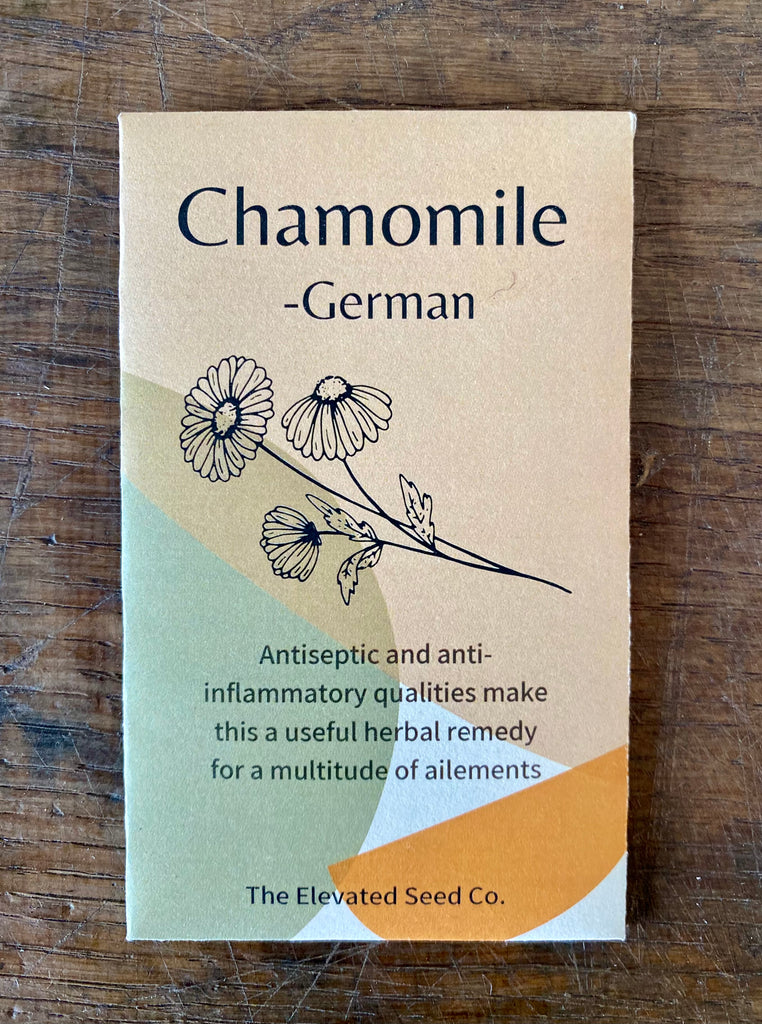 Chamomile
-German
Antiseptic and anti-
inflammatory qualities make
this a useful herbal remedy
for a multitude of ailements
The Elevated Seed Co.